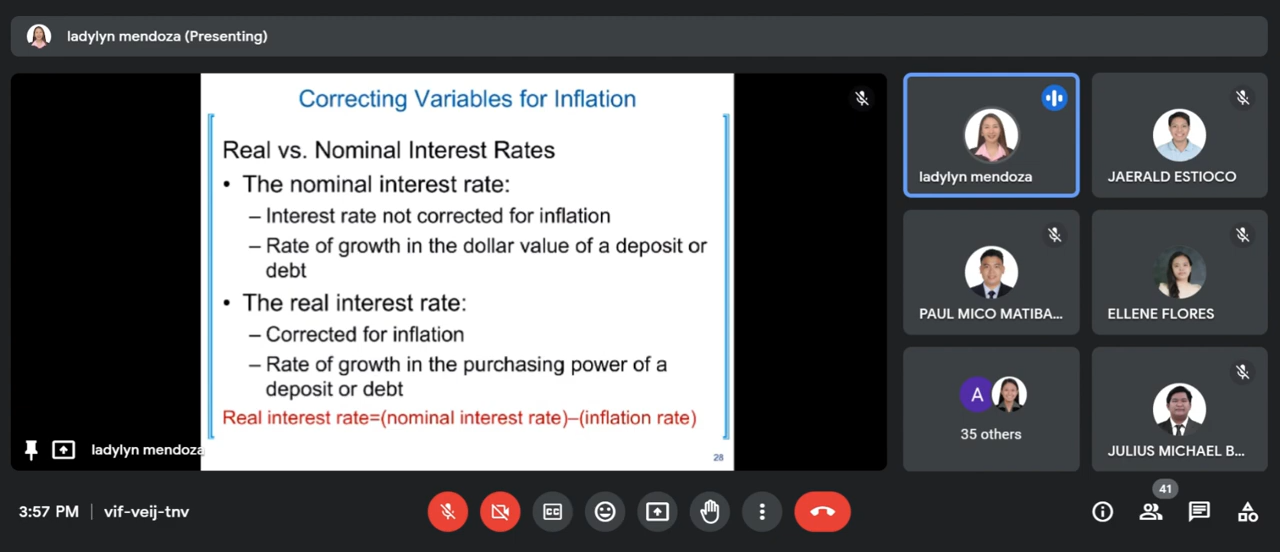 ladylyn mendoza (Presenting)
Correcting Variables for Inflation
Real vs. Nominal Interest Rates
• The nominal interest rate:
– Interest rate not corrected for inflation
– Rate of growth in the dollar value of a deposit or
debt
• The real interest rate:
– Corrected for inflation
– Rate of growth in the purchasing power of a
deposit or debt
Real interest rate=(nominal interest rate)–(inflation rate)
28
ladylyn mendoza
ladylyn mendoza
JAERALD ESTIOCO
PAUL MICO MATIBA...
ELLENE FLORES
A
35 others
JULIUS MICHAEL B...
3:57 PM | vif-veij-tnv
CC
41